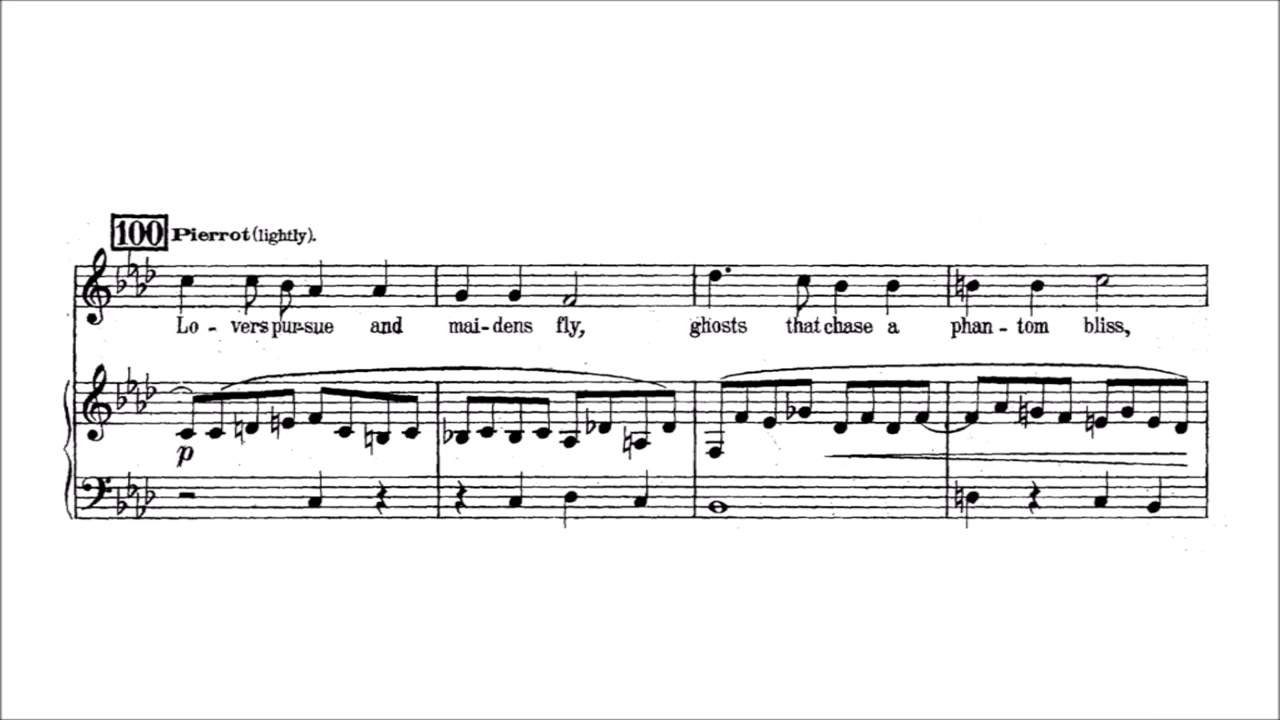 100 Pierrot (lightly).
Lo - vers pur-sue and mai-dens fly, ghosts that chase a phan - tom bliss,
p